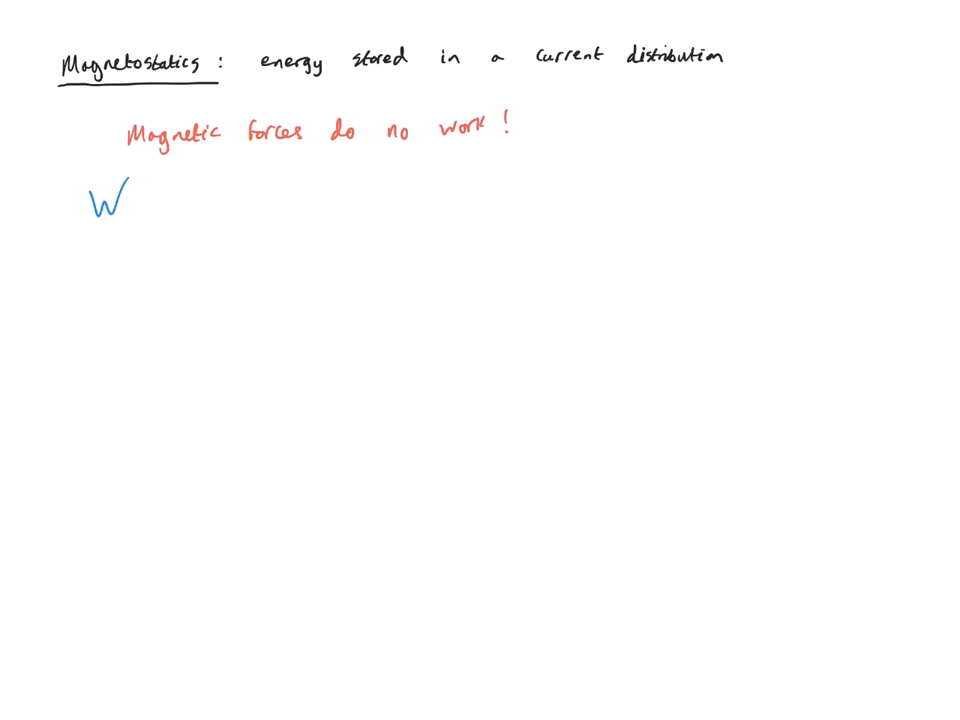 Magnetostatics : energy stored in a current distribution
Magnetic forces do no work !
W